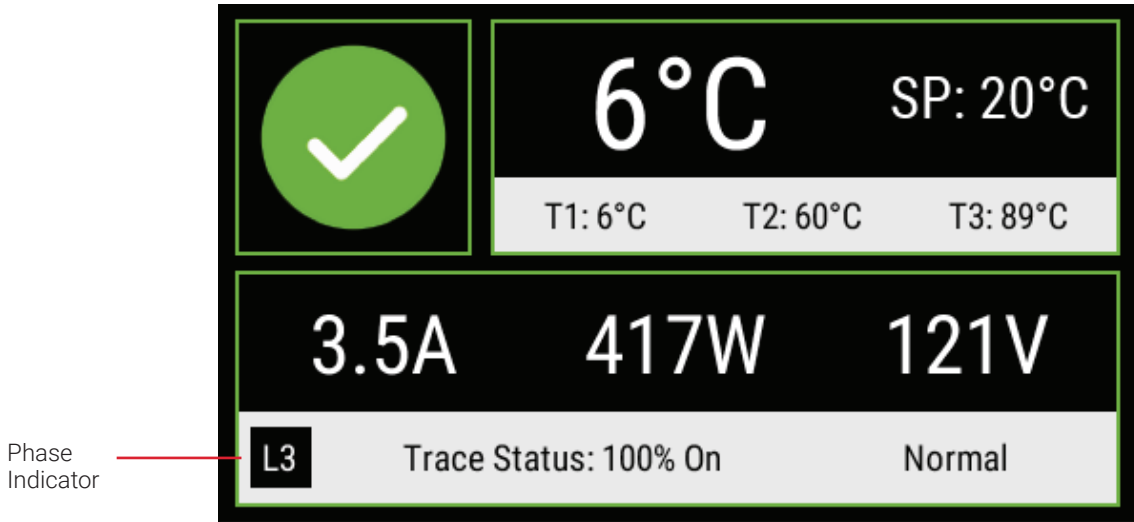 6°C SP: 20°C
T1: 6°C T2: 60°C T3: 89°C
3.5A 417W 121V
Phase
Indicator
L3 Trace Status: 100% On Normal